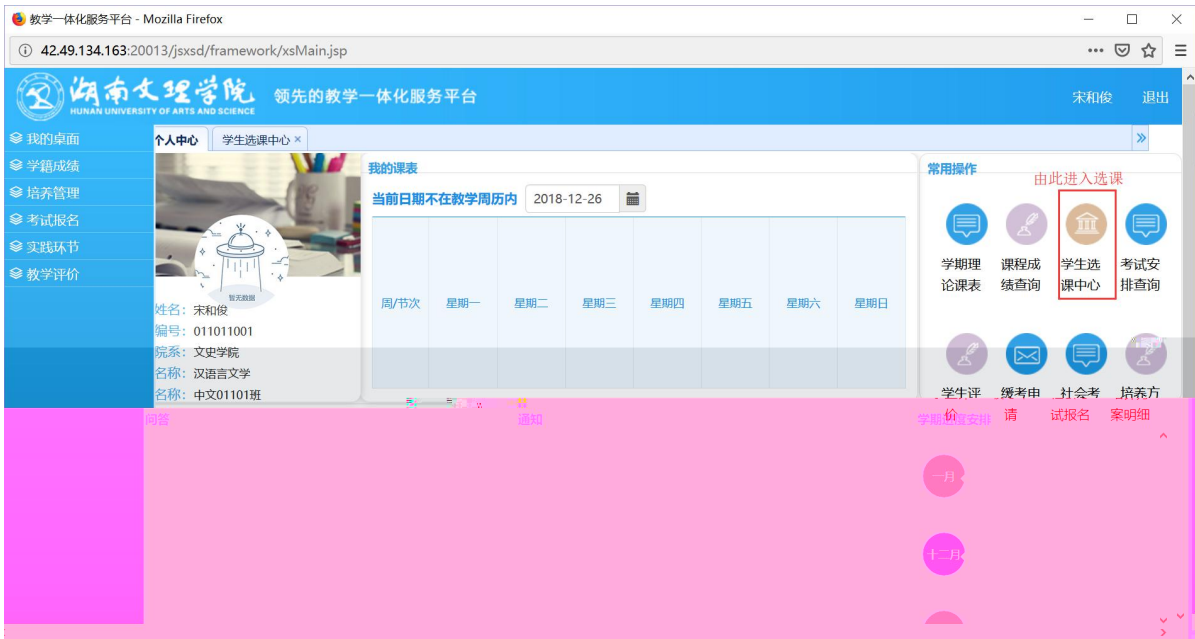 教学一体化服务平台 - Mozilla Firefox
42.49.134.163:20013/jsxsd/framework/xsMain.jsp
湖南文理学院
HUNAN UNIVERSITY OF ARTS AND SCIENCE
领先的教学一体化服务平台
宋和俊 退出
我的桌面
学籍成绩
培养管理
考试报名
实践环节
教学评价
个人中心 学生选课中心 ×
暂无数据
姓名：宋和俊
编号：011011001
院系：文史学院
名称：汉语言文学
名称：中文01101班
我的课表
当前日期不在教学周历内 2018-12-26
周/节次 星期一 星期二 星期三 星期四 星期五 星期六 星期日
常用操作
由此进入选课
学期理论课表
课程成绩查询
学生选课中心
考试安排查询
学生评价
缓考申请
社会考试报名
培养方案明细
问答
通知
学期进度安排
一月
十二月